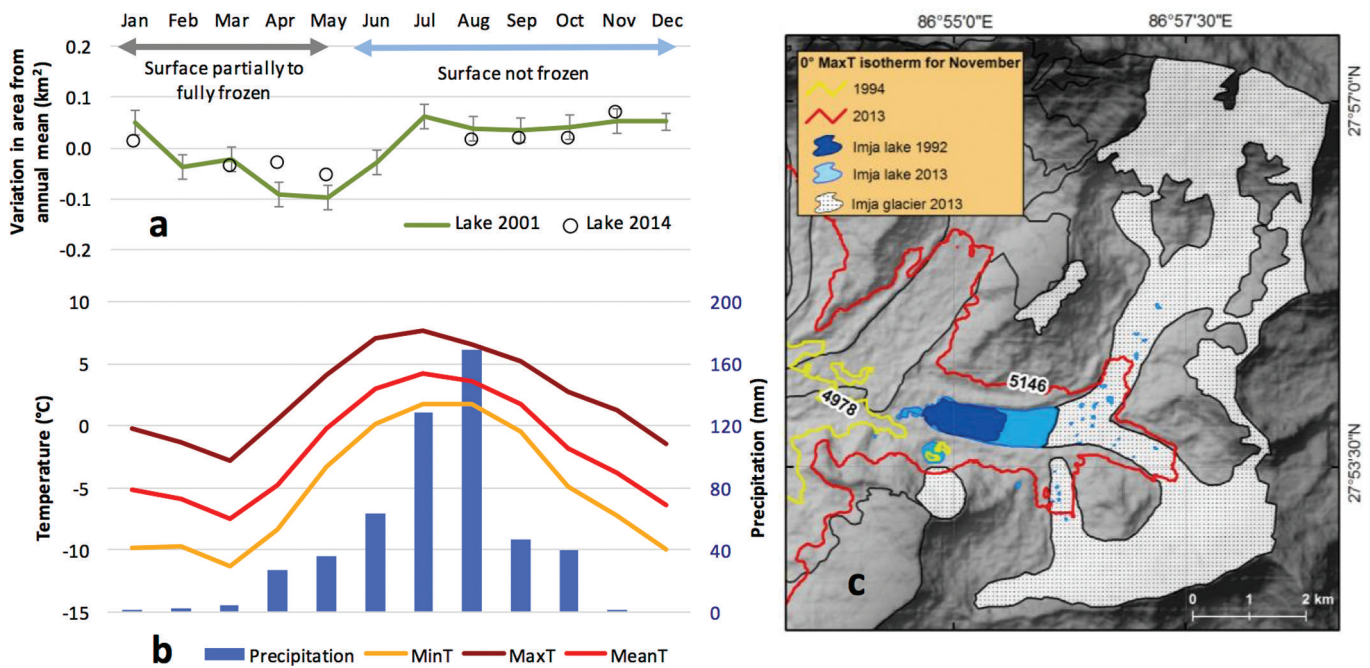 Jan Feb Mar Apr May Jun Jul Aug Sep Oct Nov Dec
Variation in area from
annual mean (km²)
0.2
0.1
0.0
-0.1
-0.2
Surface partially to
fully frozen
Surface not frozen
a
Lake 2001
Lake 2014
Temperature (°C)
10
5
0
-5
-10
-15
Precipitation (mm)
200
160
120
80
40
0
b
Precipitation
MinT
MaxT
MeanT
86°55'0"E
86°57'30"E
27°57'0"N
27°53'30"N
0° MaxT isotherm for November
1994
2013
Imja lake 1992
Imja lake 2013
Imja glacier 2013
5146
4978
c
0 1 2 km